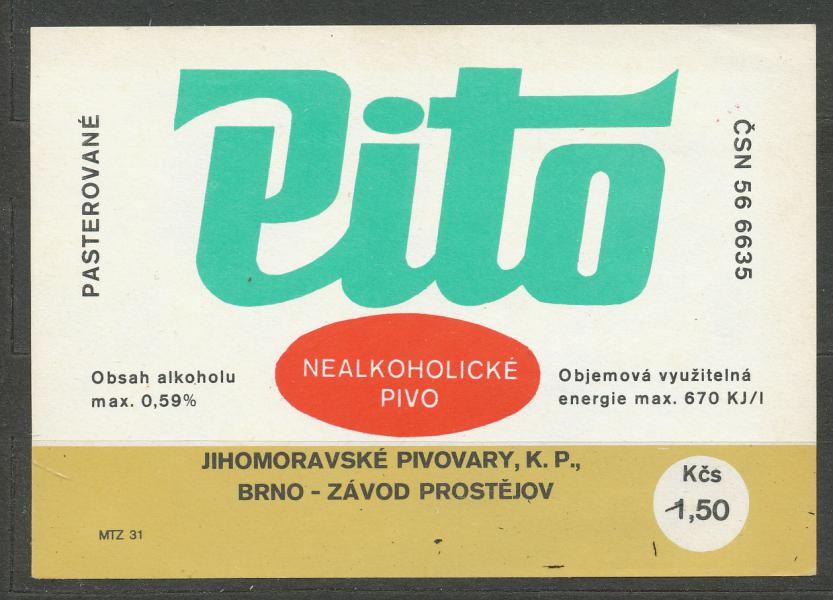 Pito
PASTEROVANÉ
ČSN 56 6635
NEALKOHOLICKÉ
PIVO
Obsah alkoholu
max. 0,59%
Objemová využitelná
energie max. 670 KJ/l
JIHOMORAVSKÉ PIVOVARY, K. P.,
BRNO - ZÁVOD PROSTĚJOV
Kčs
1,50
MTZ 31